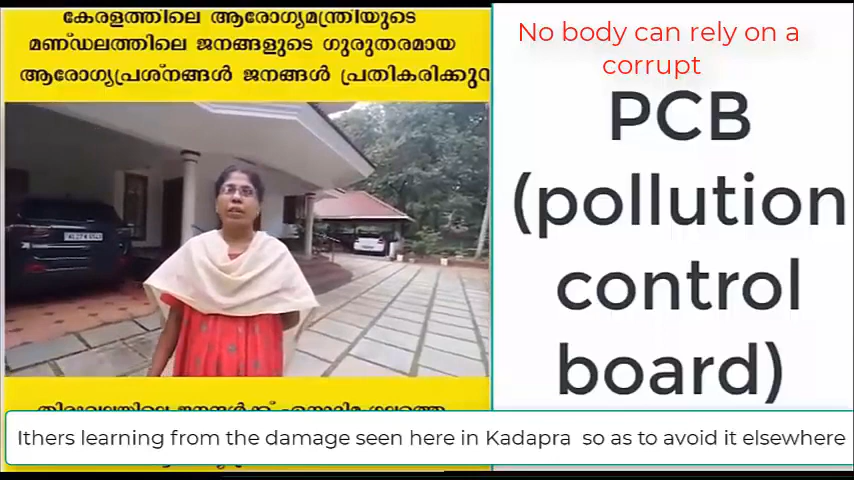 കേരളത്തിലെ ആരോഗ്യമന്ത്രിയുടെ
മണ്ഡലത്തിലെ ജനങ്ങളുടെ ഗുരുതരമായ
ആരോഗ്യപ്രശ്നങ്ങൾ ജനങ്ങൾ പ്രതികരിക്കുന
No body can rely on a
corrupt
PCB
(pollution
control
board)
Ithers learning from the damage seen here in Kadapra so as to avoid it elsewhere